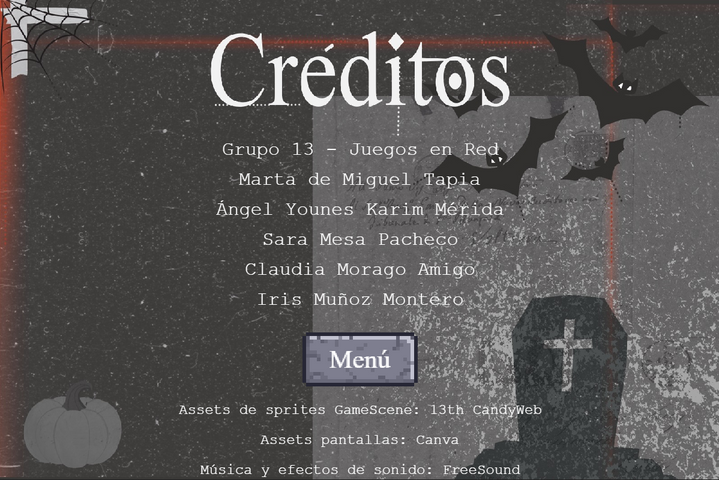 Créditos
Grupo 13 - Juegos en Red
Marta de Miguel Tapia
Ángel Younes Karim Mérida
Sara Mesa Pacheco
Claudia Morago Amigo
Iris Muñoz Montero
Menú
Assets de sprites GameScene: 13th CandyWeb
Assets pantallas: Canva
Música y efectos de sonido: FreeSound